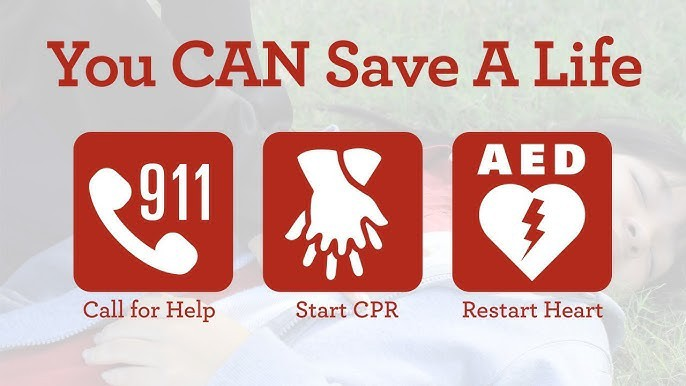 You CAN Save A Life
911
AED
Call for Help
Start CPR
Restart Heart